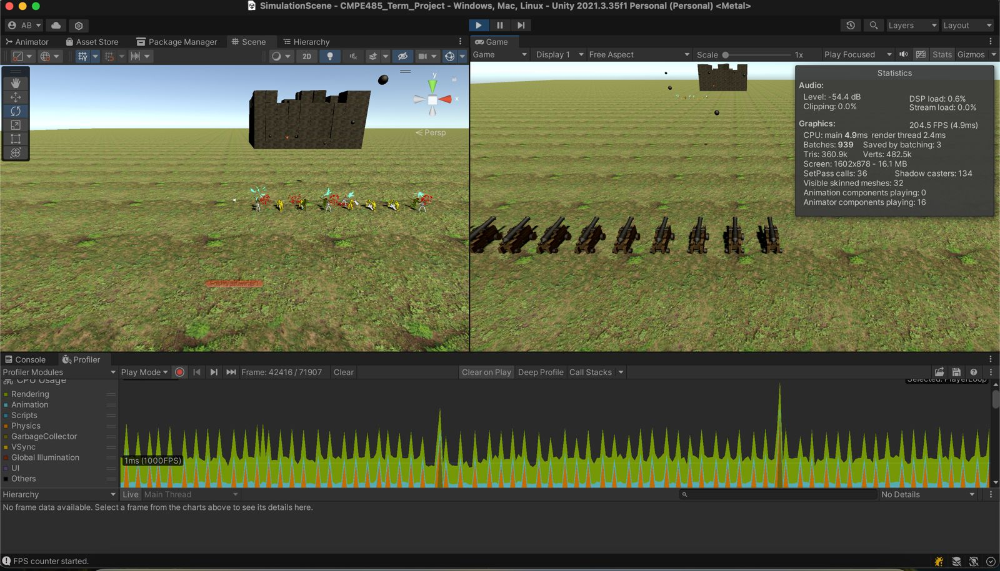 SimulationScene - CMPE485_Term_Project - Windows, Mac, Linux - Unity 2021.3.35f1 Personal (Personal) <Metal>
AB
Layers
Layout
Animator
Asset Store
Package Manager
Scene
Hierarchy
Game
2D
Game
Display 1
Free Aspect
Scale
1x
Play Focused
Stats
Gizmos
y
x
Persp
Statistics
Audio:
Level: -54.4 dB
DSP load: 0.6%
Clipping: 0.0%
Stream load: 0.0%
Graphics:
204.5 FPS (4.9ms)
CPU: main 4.9ms render thread 2.4ms
Batches: 939 Saved by batching: 3
Tris: 360.9k Verts: 482.5k
Screen: 1602x878 - 16.1 MB
SetPass calls: 36 Shadow casters: 134
Visible skinned meshes: 32
Animation components playing: 0
Animator components playing: 16
Console
Profiler
Profiler Modules
Play Mode
Frame: 42416 / 71907
Clear
Clear on Play
Deep Profile
Call Stacks
CPU Usage
Selected: PlayerLoop
Rendering
Animation
Scripts
Physics
GarbageCollector
VSync
Global Illumination
UI
Others
1ms (1000FPS)
Hierarchy
Live
Main Thread
No Details
No frame data available. Select a frame from the charts above to see its details here.
FPS counter started.